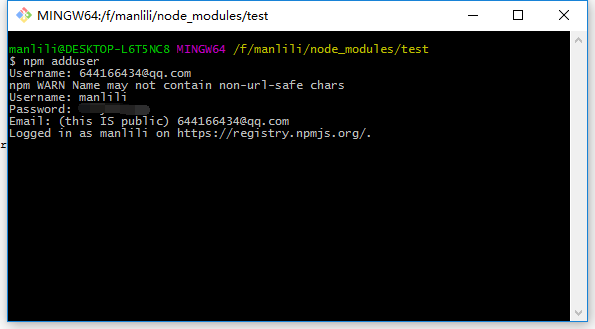 MINGW64:/f/manlili/node_modules/test
manlili@DESKTOP-L6T5NC8 MINGW64 /f/manlili/node_modules/test
$ npm adduser
Username: 644166434@qq.com
npm WARN Name may not contain non-url-safe chars
Username: manlili
Password:
Email: (this IS public) 644166434@qq.com
Logged in as manlili on https://registry.npmjs.org/.
r